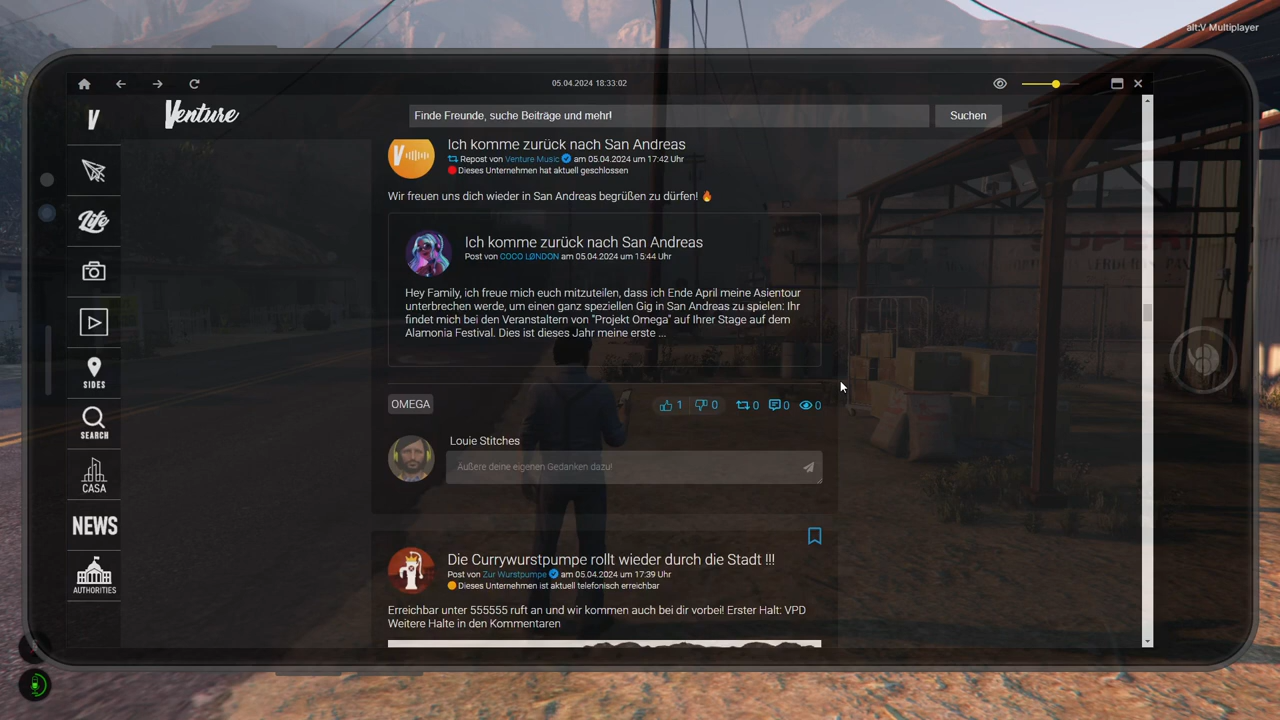 alt:V Multiplayer
05.04.2024 18:33:02
V
Venture
Finde Freunde, suche Beiträge und mehr!
Suchen
Life
SIDES
SEARCH
CASA
NEWS
AUTHORITIES
V
Ich komme zurück nach San Andreas
Repost von Venture Music am 05.04.2024 um 17:42 Uhr
Dieses Unternehmen hat aktuell geschlossen
Wir freuen uns dich wieder in San Andreas begrüßen zu dürfen! 🔥
Ich komme zurück nach San Andreas
Post von COCO LØNDON am 05.04.2024 um 15:44 Uhr
Hey Family, ich freue mich euch mitzuteilen, dass ich Ende April meine Asientour
unterbrechen werde, um einen ganz speziellen Gig in San Andreas zu spielen: Ihr
findet mich bei den Veranstaltern von "Projekt Omega" auf Ihrer Stage auf dem
Alamonia Festival. Dies ist dieses Jahr meine erste ...
OMEGA
1 0 0 0 0
Louie Stitches
Äußere deine eigenen Gedanken dazu!
Die Currywurstpumpe rollt wieder durch die Stadt !!!
Post von Zur Wurstpumpe am 05.04.2024 um 17:39 Uhr
Dieses Unternehmen ist aktuell telefonisch erreichbar
Erreichbar unter 555555 ruft an und wir kommen auch bei dir vorbei! Erster Halt: VPD
Weitere Halte in den Kommentaren